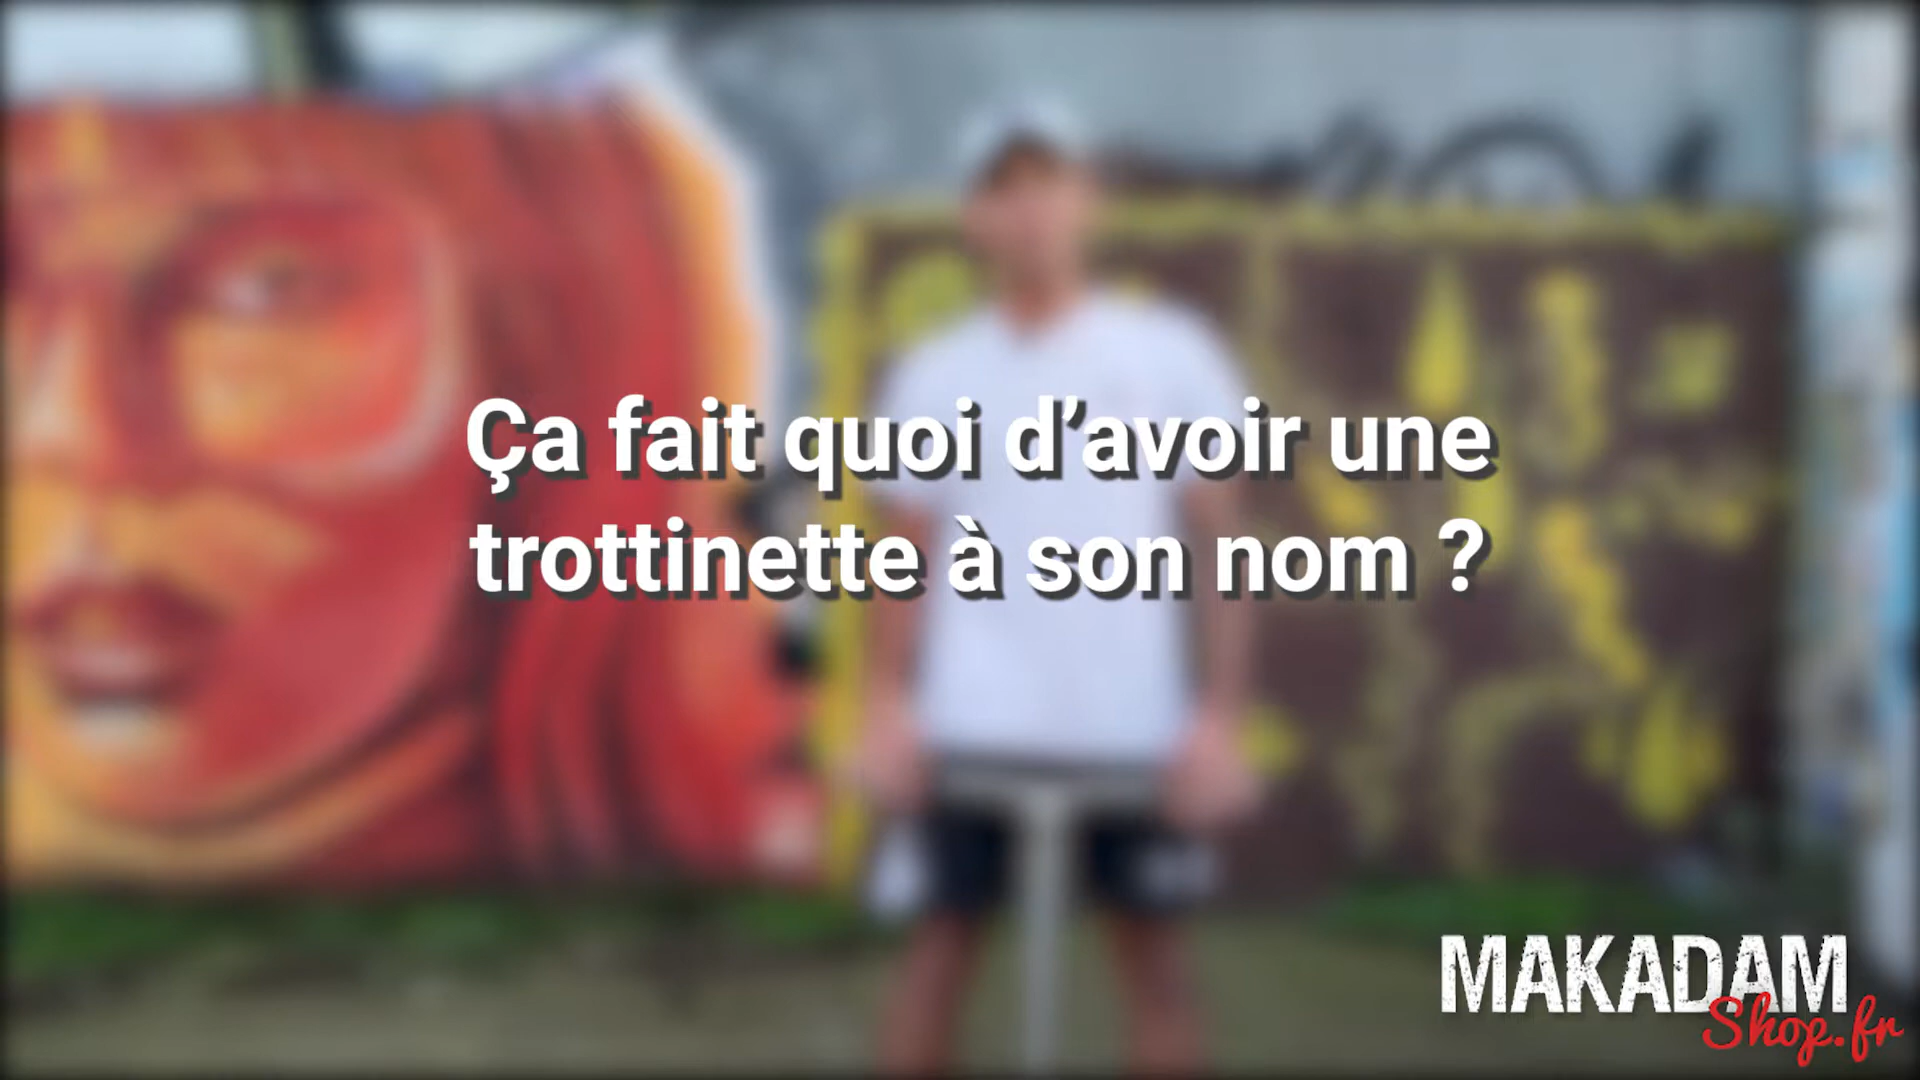 Ça fait quoi d’avoir une
trottinette à son nom ?
MAKADAM
Shop.fr